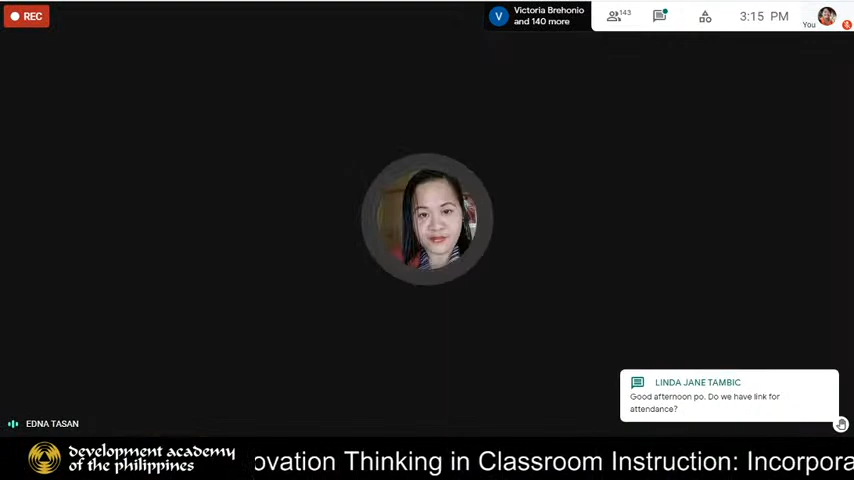 REC
Victoria Brehonio
and 140 more
V
143
3:15 PM
You
LINDA JANE TAMBIC
Good afternoon po. Do we have link for
attendance?
EDNA TASAN
development academy
of the philippines
ovation Thinking in Classroom Instruction: Incorpora